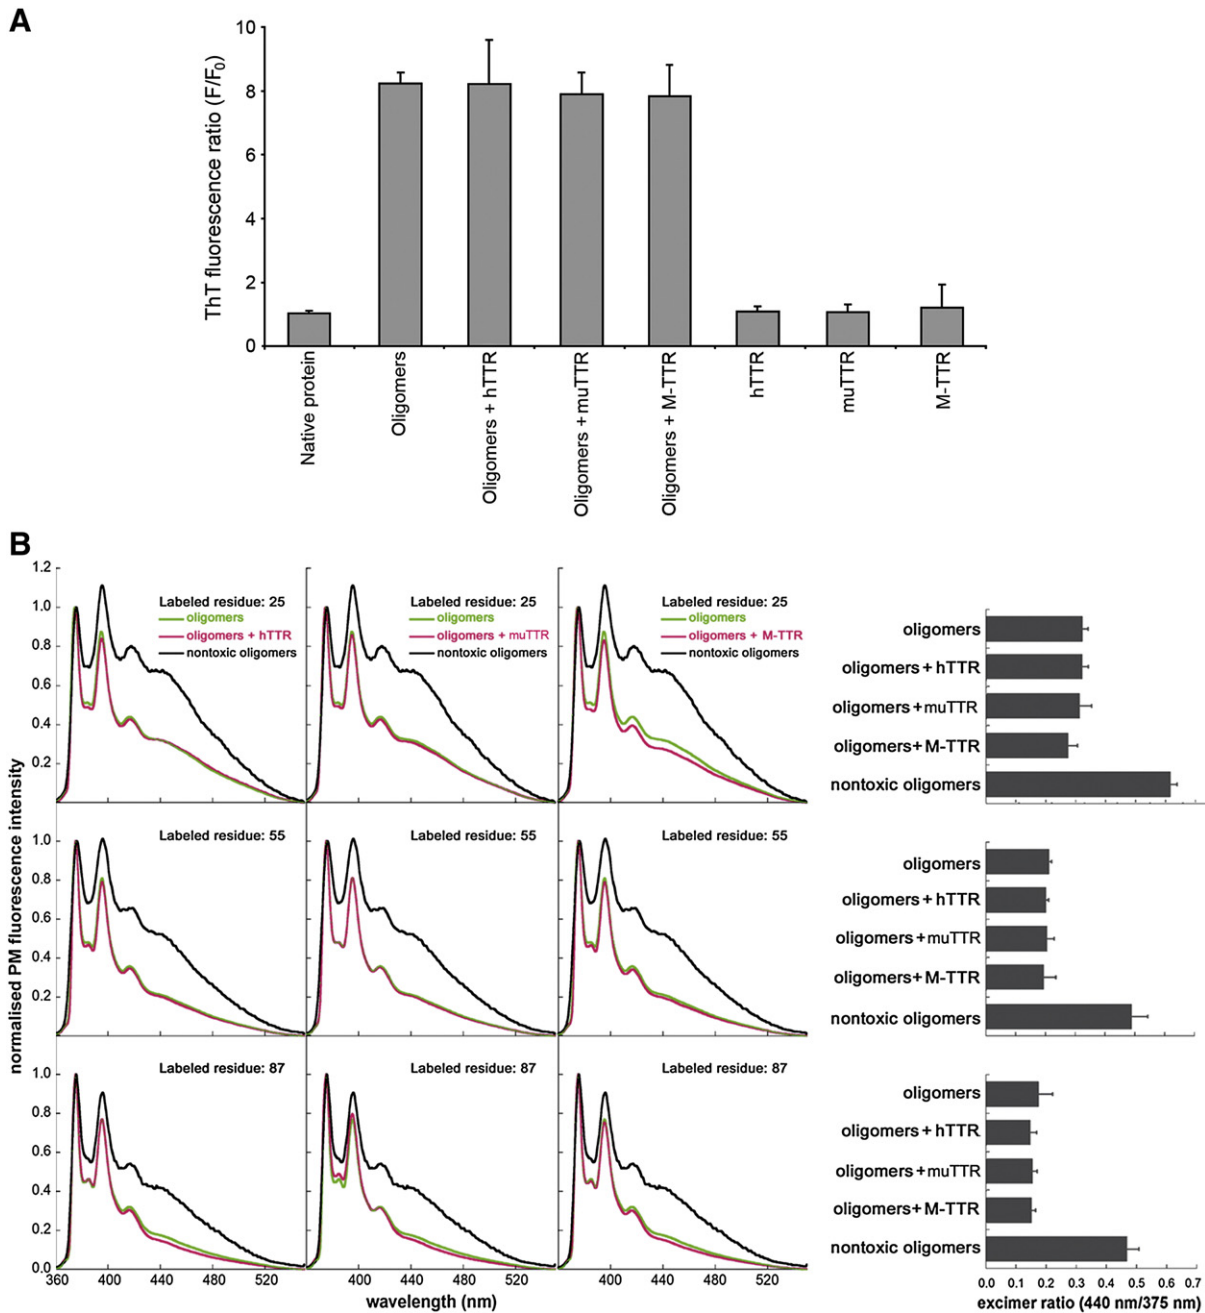 A
ThT fluorescence ratio (F/F0)
10
8
6
4
2
0
Native protein
Oligomers
Oligomers + hTTR
Oligomers + muTTR
Oligomers + M-TTR
hTTR
muTTR
M-TTR
B
normalised PM fluorescence intensity
1.2
1.0
0.8
0.6
0.4
0.2
Labeled residue: 25
oligomers
oligomers + hTTR
nontoxic oligomers
Labeled residue: 25
oligomers
oligomers + muTTR
nontoxic oligomers
Labeled residue: 25
oligomers
oligomers + M-TTR
nontoxic oligomers
oligomers
oligomers + hTTR
oligomers + muTTR
oligomers + M-TTR
nontoxic oligomers
1.0
0.8
0.6
0.4
0.2
Labeled residue: 55
Labeled residue: 55
Labeled residue: 55
oligomers
oligomers + hTTR
oligomers + muTTR
oligomers + M-TTR
nontoxic oligomers
1.0
0.8
0.6
0.4
0.2
0.0
Labeled residue: 87
Labeled residue: 87
Labeled residue: 87
oligomers
oligomers + hTTR
oligomers + muTTR
oligomers + M-TTR
nontoxic oligomers
360 400 440 480 520
400 440 480 520
400 440 480 520
0.0 0.1 0.2 0.3 0.4 0.5 0.6 0.7
wavelength (nm)
excimer ratio (440 nm/375 nm)